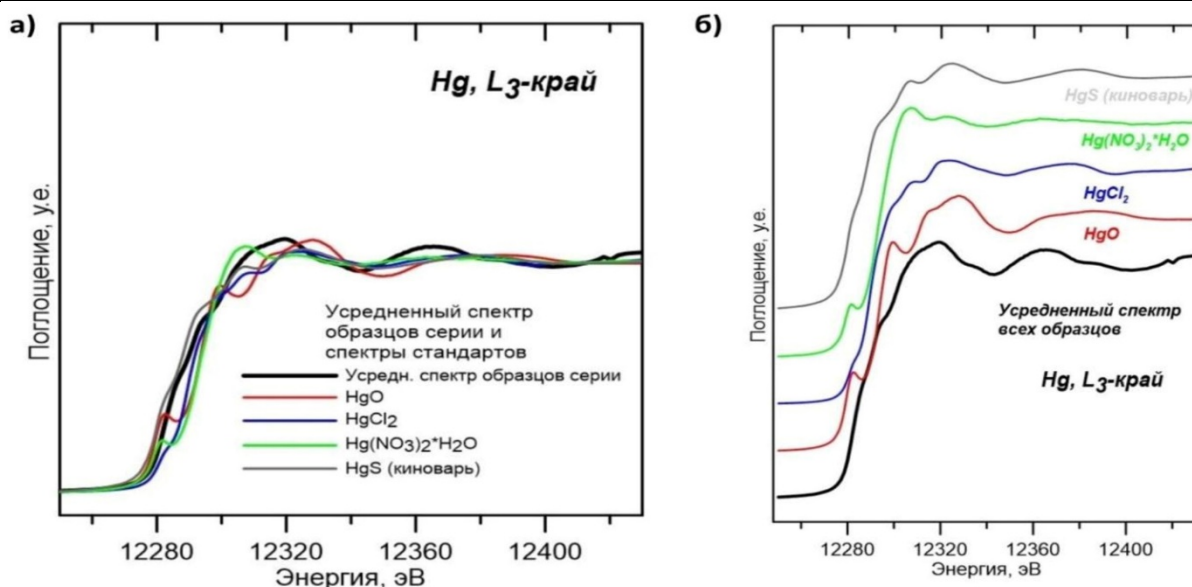 а)
Hg, L3-край
Поглощение, у.е.
Усредненный спектр
образцов серии и
спектры стандартов
Усредн. спектр образцов серии
HgO
HgCl2
Hg(NO3)2*H2O
HgS (киноварь)
12280 12320 12360 12400
Энергия, эВ
б)
HgS (киноварь)
Hg(NO3)2*H2O
HgCl2
HgO
Поглощение, у.е.
Усредненный спектр
всех образцов
Hg, L3-край
12280 12320 12360 12400
Энергия, эВ